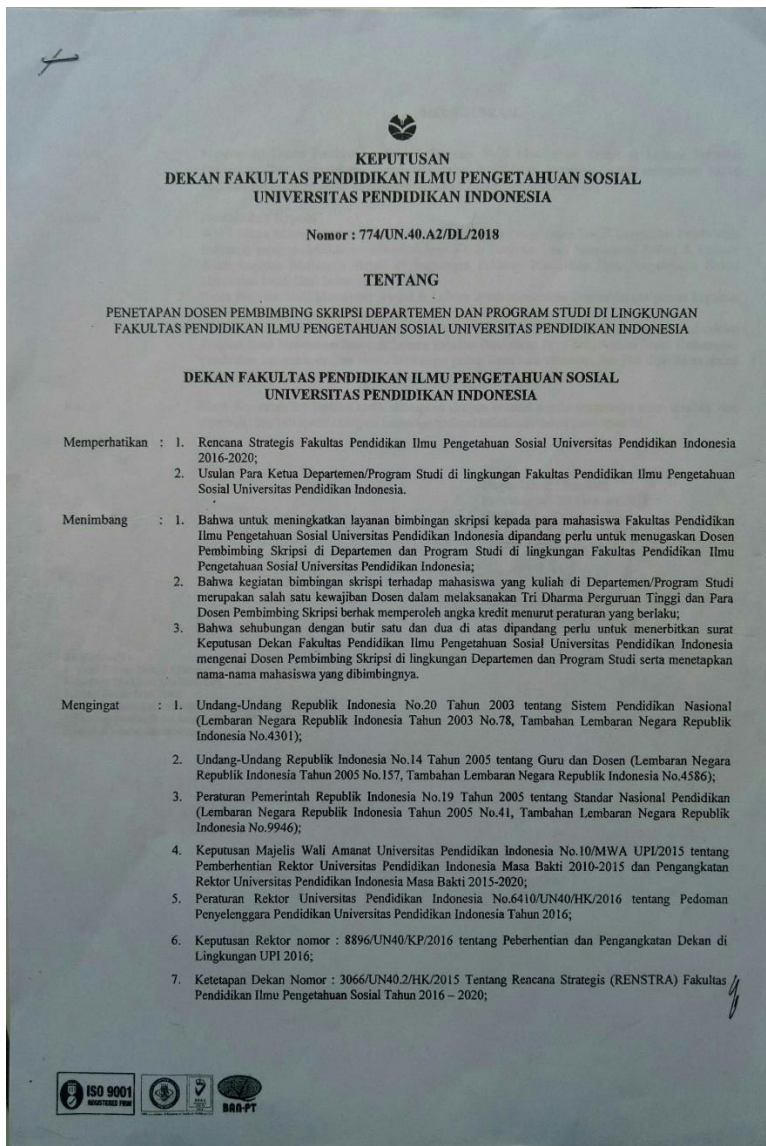 KEPUTUSAN
DEKAN FAKULTAS PENDIDIKAN ILMU PENGETAHUAN SOSIAL
UNIVERSITAS PENDIDIKAN INDONESIA
Nomor : 774/UN.40.A2/DL/2018
TENTANG
PENETAPAN DOSEN PEMBIMBING SKRIPSI DEPARTEMEN DAN PROGRAM STUDI DI LINGKUNGAN
FAKULTAS PENDIDIKAN ILMU PENGETAHUAN SOSIAL UNIVERSITAS PENDIDIKAN INDONESIA
DEKAN FAKULTAS PENDIDIKAN ILMU PENGETAHUAN SOSIAL
UNIVERSITAS PENDIDIKAN INDONESIA
Memperhatikan : 1. Rencana Strategis Fakultas Pendidikan Ilmu Pengetahuan Sosial Universitas Pendidikan Indonesia
2016-2020;
2. Usulan Para Ketua Departemen/Program Studi di lingkungan Fakultas Pendidikan Ilmu Pengetahuan
Sosial Universitas Pendidikan Indonesia.
Menimbang : 1. Bahwa untuk meningkatkan layanan bimbingan skripsi kepada para mahasiswa Fakultas Pendidikan
Ilmu Pengetahuan Sosial Universitas Pendidikan Indonesia dipandang perlu untuk menugaskan Dosen
Pembimbing Skripsi di Departemen dan Program Studi di lingkungan Fakultas Pendidikan Ilmu
Pengetahuan Sosial Universitas Pendidikan Indonesia;
2. Bahwa kegiatan bimbingan skrispi terhadap mahasiswa yang kuliah di Departemen/Program Studi
merupakan salah satu kewajiban Dosen dalam melaksanakan Tri Dharma Perguruan Tinggi dan Para
Dosen Pembimbing Skripsi berhak memperoleh angka kredit menurut peraturan yang berlaku;
3. Bahwa sehubungan dengan butir satu dan dua di atas dipandang perlu untuk menerbitkan surat
Keputusan Dekan Fakultas Pendidikan Ilmu Pengetahuan Sosial Universitas Pendidikan Indonesia
mengenai Dosen Pembimbing Skripsi di lingkungan Departemen dan Program Studi serta menetapkan
nama-nama mahasiswa yang dibimbingnya.
Mengingat : 1. Undang-Undang Republik Indonesia No.20 Tahun 2003 tentang Sistem Pendidikan Nasional
(Lembaran Negara Republik Indonesia Tahun 2003 No.78, Tambahan Lembaran Negara Republik
Indonesia No.4301);
2. Undang-Undang Republik Indonesia No.14 Tahun 2005 tentang Guru dan Dosen (Lembaran Negara
Republik Indonesia Tahun 2005 No.157, Tambahan Lembaran Negara Republik Indonesia No.4586);
3. Peraturan Pemerintah Republik Indonesia No.19 Tahun 2005 tentang Standar Nasional Pendidikan
(Lembaran Negara Republik Indonesia Tahun 2005 No.41, Tambahan Lembaran Negara Republik
Indonesia No.9946);
4. Keputusan Majelis Wali Amanat Universitas Pendidikan Indonesia No.10/MWA UPI/2015 tentang
Pemberhentian Rektor Universitas Pendidikan Indonesia Masa Bakti 2010-2015 dan Pengangkatan
Rektor Universitas Pendidikan Indonesia Masa Bakti 2015-2020;
5. Peraturan Rektor Universitas Pendidikan Indonesia No.6410/UN40/HK/2016 tentang Pedoman
Penyelenggara Pendidikan Universitas Pendidikan Indonesia Tahun 2016;
6. Keputusan Rektor nomor : 8896/UN40/KP/2016 tentang Peberhentian dan Pengangkatan Dekan di
Lingkungan UPI 2016;
7. Ketetapan Dekan Nomor : 3066/UN40.2/HK/2015 Tentang Rencana Strategis (RENSTRA) Fakultas
Pendidikan Ilmu Pengetahuan Sosial Tahun 2016 – 2020;
ISO 9001
REGISTERED FIRM
BAN-PT